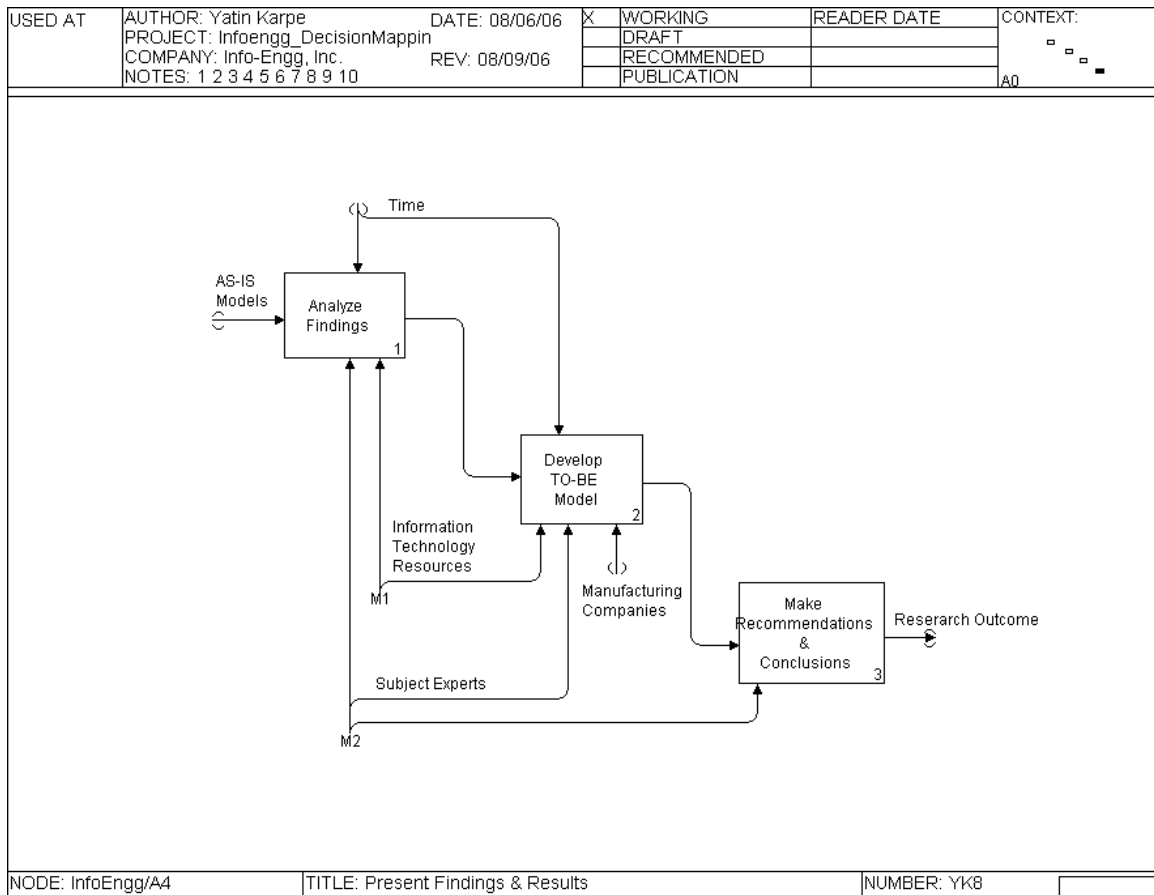 USED AT
AUTHOR: Yatin Karpe
DATE: 08/06/06
PROJECT: Infoengg_DecisionMappin
COMPANY: Info-Engg, Inc.
REV: 08/09/06
NOTES: 1 2 3 4 5 6 7 8 9 10
X
WORKING
DRAFT
RECOMMENDED
PUBLICATION
READER DATE
CONTEXT:
A0
Time
AS-IS
Models
Analyze
Findings
1
Develop
TO-BE
Model
2
Information
Technology
Resources
M1
Manufacturing
Companies
Make
Recommendations
&
Conclusions
3
Reserarch Outcome
Subject Experts
M2
NODE: InfoEngg/A4
TITLE: Present Findings & Results
NUMBER: YK8